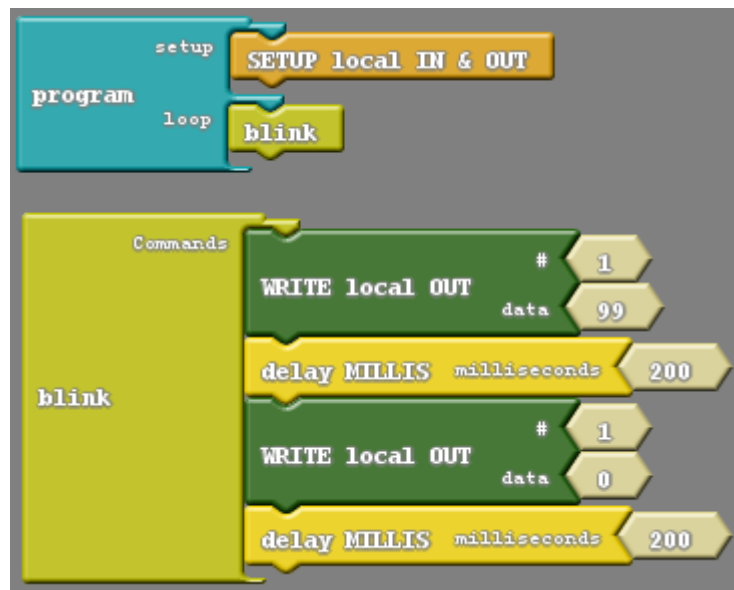 setup
SETUP local IN & OUT
program
loop
blink
Commands
#
1
WRITE local OUT
data
99
delay MILLIS milliseconds 200
blink
#
1
WRITE local OUT
data
0
delay MILLIS milliseconds 200